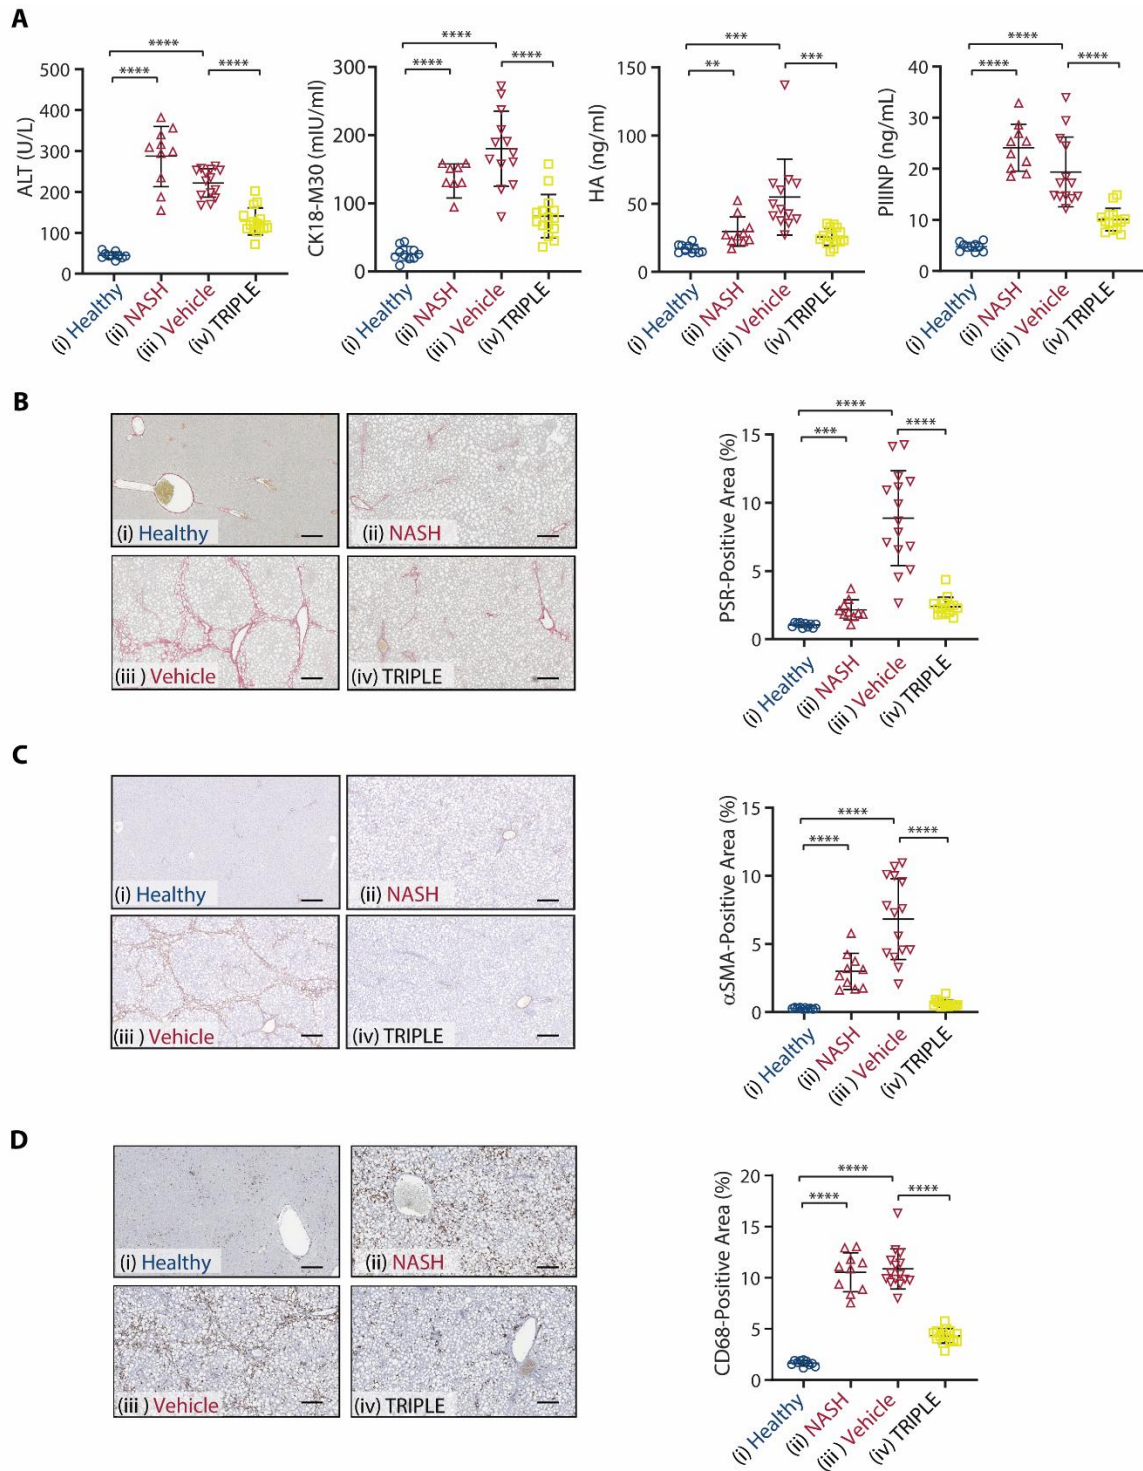 A
**** **** ****
ALT (U/L)
500
400
300
200
100
0
(i) Healthy
(ii) NASH
(iii) Vehicle
(iv) TRIPLE
**** **** ****
CK18-M30 (mIU/ml)
300
200
100
0
(i) Healthy
(ii) NASH
(iii) Vehicle
(iv) TRIPLE
*** ** ***
HA (ng/ml)
150
100
50
0
(i) Healthy
(ii) NASH
(iii) Vehicle
(iv) TRIPLE
**** **** ****
PIIINP (ng/mL)
40
30
20
10
0
(i) Healthy
(ii) NASH
(iii) Vehicle
(iv) TRIPLE
B
(i) Healthy
(ii) NASH
(iii ) Vehicle
(iv) TRIPLE
**** *** ****
PSR-Positive Area (%)
15
10
5
0
(i) Healthy
(ii) NASH
(iii ) Vehicle
(iv) TRIPLE
C
(i) Healthy
(ii) NASH
(iii ) Vehicle
(iv) TRIPLE
**** **** ****
αSMA-Positive Area (%)
15
10
5
0
(i) Healthy
(ii) NASH
(iii ) Vehicle
(iv) TRIPLE
D
(i) Healthy
(ii) NASH
(iii ) Vehicle
(iv) TRIPLE
**** **** ****
CD68-Positive Area (%)
20
15
10
5
0
(i) Healthy
(ii) NASH
(iii ) Vehicle
(iv) TRIPLE